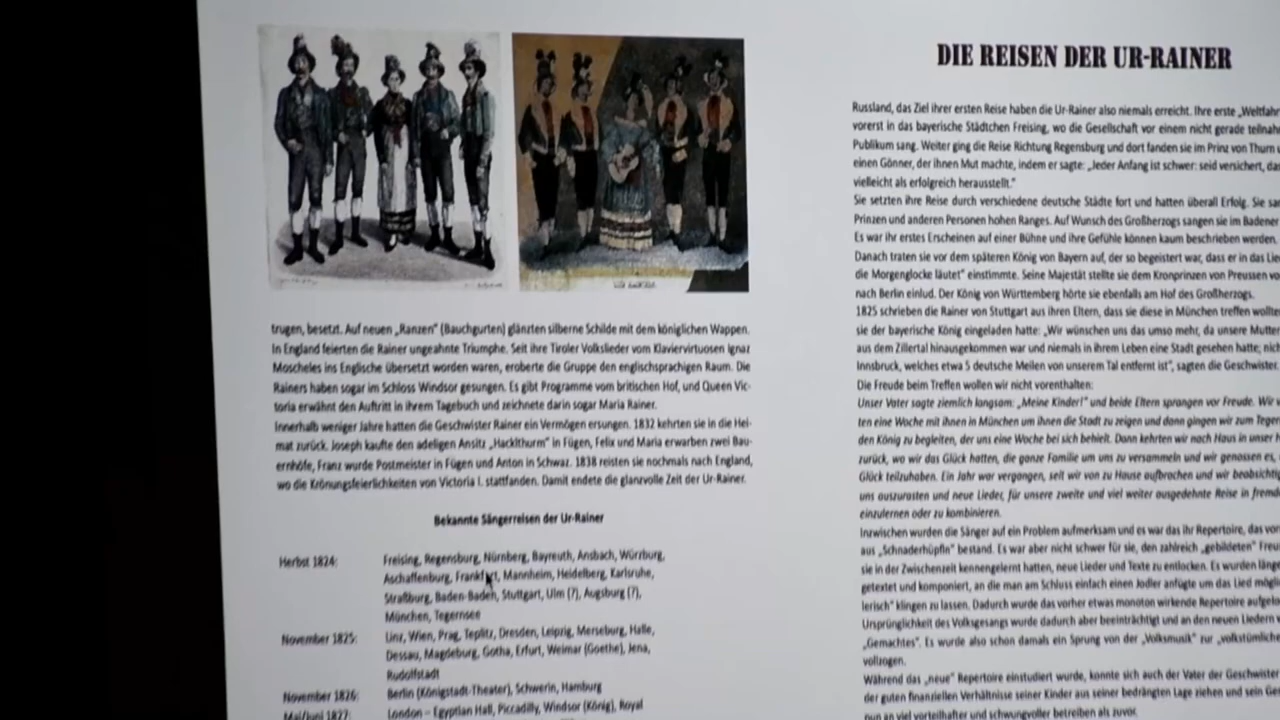 trugen, besetzt. Auf neuen „Ranzen" (Bauchgurten) glänzten silberne Schilde mit dem königlichen Wappen.
In England feierten die Rainer ungeahnte Triumphe. Seit ihre Tiroler Volkslieder vom Klaviervirtuosen Ignaz
Moscheles ins Englische übersetzt worden waren, eroberte die Gruppe den englischsprachigen Raum. Die
Rainers haben sogar im Schloss Windsor gesungen. Es gibt Programme vom britischen Hof, und Queen Vic-
toria erwähnt den Auftritt in ihrem Tagebuch und zeichnete darin sogar Maria Rainer.
Innerhalb weniger Jahre hatten die Geschwister Rainer ein Vermögen ersungen. 1832 kehrten sie in die Hei-
mat zurück. Joseph kaufte den adeligen Ansitz „Hacklthurm" in Fügen, Felix und Maria erwarben zwei Bau-
ernhöfe, Franz wurde Postmeister in Fügen und Anton in Schwaz. 1838 reisten sie nochmals nach England,
wo die Krönungsfeierlichkeiten von Victoria I. stattfanden. Damit endete die glanzvolle Zeit der Ur-Rainer.
Bekannte Sängerreisen der Ur-Rainer
Herbst 1824: Freising, Regensburg, Nürnberg, Bayreuth, Ansbach, Würzburg,
Aschaffenburg, Frankfurt, Mannheim, Heidelberg, Karlsruhe,
Straßburg, Baden-Baden, Stuttgart, Ulm (?), Augsburg (?),
München, Tegernsee
November 1825: Linz, Wien, Prag, Teplitz, Dresden, Leipzig, Merseburg, Halle,
Dessau, Magdeburg, Gotha, Erfurt, Weimar (Goethe), Jena,
Rudolfstadt
November 1826: Berlin (Königstadt-Theater), Schwerin, Hamburg
Mai/Juni 1827: London – Egyptian Hall, Piccadilly, Windsor (König), Royal
DIE REISEN DER UR-RAINER
Russland, das Ziel ihrer ersten Reise haben die Ur-Rainer also niemals erreicht. Ihre erste „Weltfahr
vorerst in das bayerische Städtchen Freising, wo die Gesellschaft vor einem nicht gerade teilnah
Publikum sang. Weiter ging die Reise Richtung Regensburg und dort fanden sie im Prinz von Thurn u
einen Gönner, der ihnen Mut machte, indem er sagte: „Jeder Anfang ist schwer: seid versichert, das
vielleicht als erfolgreich herausstellt."
Sie setzten ihre Reise durch verschiedene deutsche Städte fort und hatten überall Erfolg. Sie san
Prinzen und anderen Personen hohen Ranges. Auf Wunsch des Großherzogs sangen sie im Badener
Es war ihr erstes Erscheinen auf einer Bühne und ihre Gefühle können kaum beschrieben werden.
Danach traten sie vor dem späteren König von Bayern auf, der so begeistert war, dass er in das Lie
die Morgenglocke läutet" einstimmte. Seine Majestät stellte sie dem Kronprinzen von Preussen vo
nach Berlin einlud. Der König von Württemberg hörte sie ebenfalls am Hof des Großherzogs.
1825 schrieben die Rainer von Stuttgart aus ihren Eltern, dass sie diese in München treffen wollte
sie der bayerische König eingeladen hatte: „Wir wünschen uns das umso mehr, da unsere Mutter
aus dem Zillertal hinausgekommen war und niemals in ihrem Leben eine Stadt gesehen hatte; nich
Innsbruck, welches etwa 5 deutsche Meilen von unserem Tal entfernt ist", sagten die Geschwister.
Die Freude beim Treffen wollen wir nicht vorenthalten:
Unser Vater sagte ziemlich langsam: „Meine Kinder!" und beide Eltern sprangen vor Freude. Wir v
ten eine Woche mit ihnen in München um ihnen die Stadt zu zeigen und dann gingen wir zum Teger
den König zu begleiten, der uns eine Woche bei sich behielt. Dann kehrten wir nach Haus in unser h
zurück, wo wir das Glück hatten, die ganze Familie um uns zu versammeln und wir genossen es,
Glück teilzuhaben. Ein Jahr war vergangen, seit wir von zu Hause aufbrachen und wir beabsichtig
uns auszurasten und neue Lieder, für unsere zweite und viel weiter ausgedehnte Reise in fremd
einzulernen oder zu kombinieren.
Inzwischen wurden die Sänger auf ein Problem aufmerksam und es war das ihr Repertoire, das vor
aus „Schnaderhüpfln" bestand. Es war aber nicht schwer für sie, den zahlreich „gebildeten" Freu
sie in der Zwischenzeit kennengelernt hatten, neue Lieder und Texte zu entlocken. Es wurden länge
getextet und komponiert, an die man am Schluss einfach einen Jodler anfügte um das Lied mögli
lerisch" klingen zu lassen. Dadurch wurde das vorher etwas monoton wirkende Repertoire aufgelo
Ursprünglichkeit des Volksgesangs wurde dadurch aber beeinträchtigt und an den neuen Liedern w
„Gemachtes". Es wurde also schon damals ein Sprung von der „Volksmusik" zur „volkstümliche
vollzogen.
Während das „neue" Repertoire einstudiert wurde, konnte sich auch der Vater der Geschwister
der guten finanziellen Verhältnisse seiner Kinder aus seiner bedrängten Lage ziehen und sein Ge
nun an viel vorteilhafter und schwungvoller betreiben als zuvor.